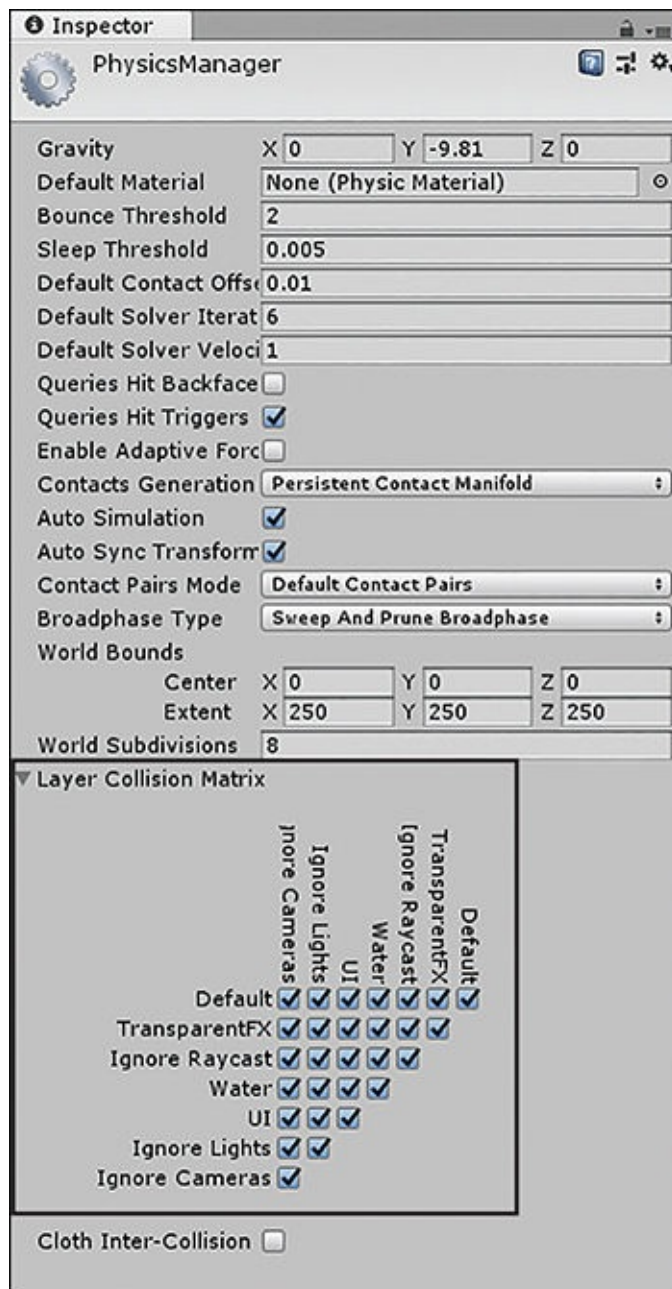 Inspector
PhysicsManager
Gravity X 0 Y -9.81 Z 0
Default Material None (Physic Material)
Bounce Threshold 2
Sleep Threshold 0.005
Default Contact Offs 0.01
Default Solver Iterat 6
Default Solver Veloci 1
Queries Hit Backface
Queries Hit Triggers
Enable Adaptive Forc
Contacts Generation Persistent Contact Manifold
Auto Simulation
Auto Sync Transform
Contact Pairs Mode Default Contact Pairs
Broadphase Type Sweep And Prune Broadphase
World Bounds
Center X 0 Y 0 Z 0
Extent X 250 Y 250 Z 250
World Subdivisions 8
Layer Collision Matrix
gnore Cameras
Ignore Lights
UI
Water
Ignore Raycast
TransparentFX
Default
Default
TransparentFX
Ignore Raycast
Water
UI
Ignore Lights
Ignore Cameras
Cloth Inter-Collision